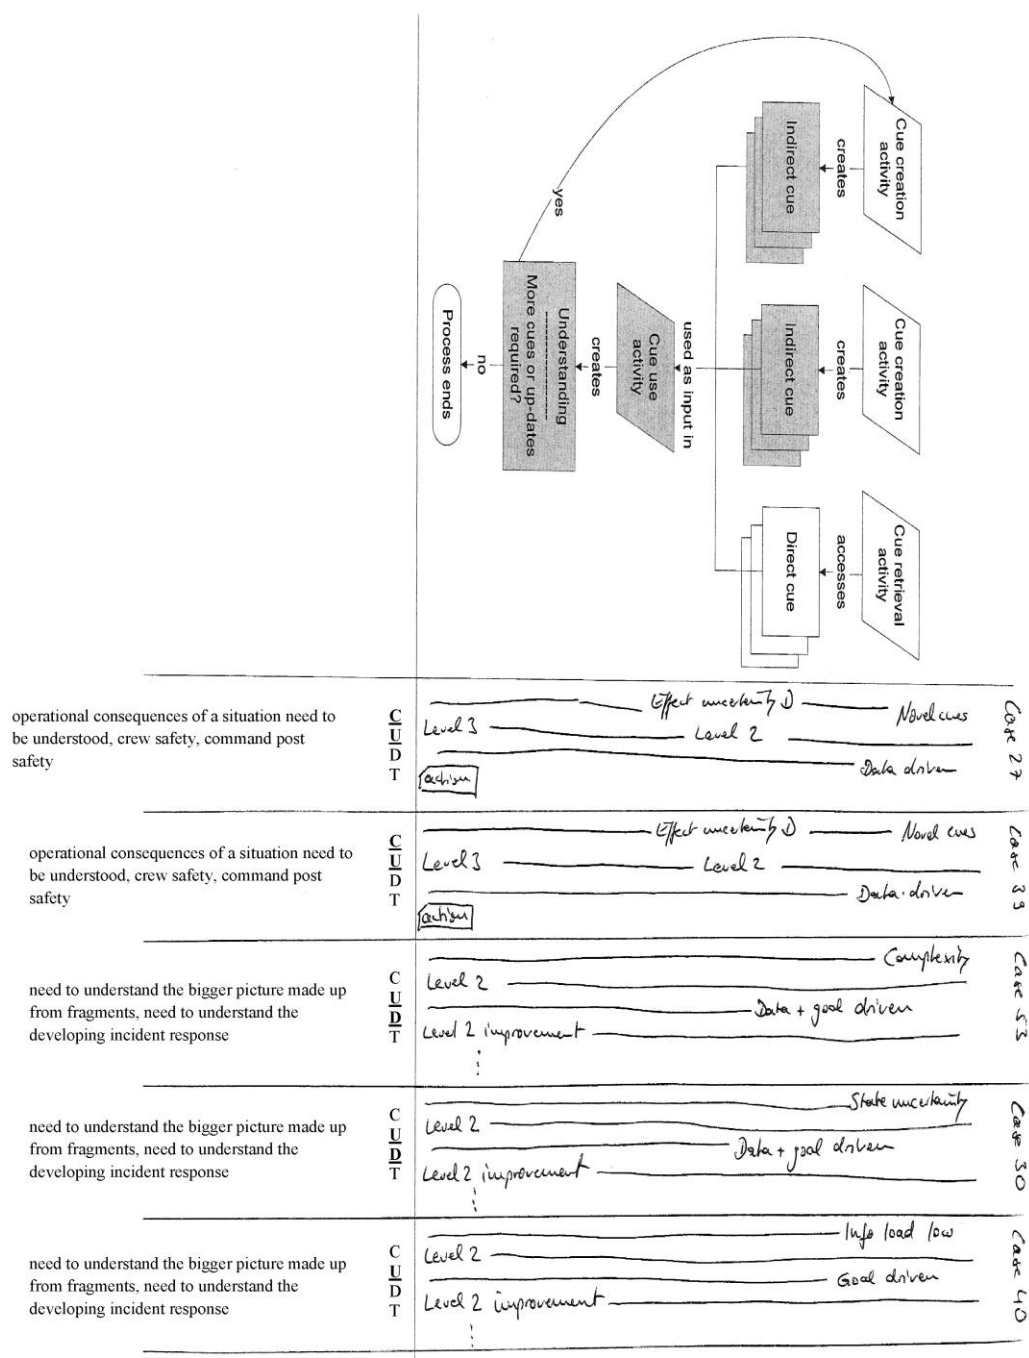 Cue creation
activity
creates
Indirect cue
Cue creation
activity
creates
Indirect cue
Cue retrieval
activity
accesses
Direct cue
used as input in
Cue use
activity
creates
Understanding
More cues or up-dates
required?
yes
no
Process ends
operational consequences of a situation need to
be understood, crew safety, command post
safety
C
U
D
T
Effect uncertainty D
Novel cues
Level 3
Level 2
Data driven
action
Case 27
operational consequences of a situation need to
be understood, crew safety, command post
safety
C
U
D
T
Effect uncertainty D
Novel cues
Level 3
Level 2
Data-driven
action
Case 39
need to understand the bigger picture made up
from fragments, need to understand the
developing incident response
C
U
D
T
Complexity
Level 2
Data + goal driven
Level 2 improvement
Case 53
need to understand the bigger picture made up
from fragments, need to understand the
developing incident response
C
U
D
T
State uncertainty
Level 2
Data + goal driven
Level 2 improvement
Case 30
need to understand the bigger picture made up
from fragments, need to understand the
developing incident response
C
U
D
T
Info load low
Level 2
Goal driven
Level 2 improvement
Case 40